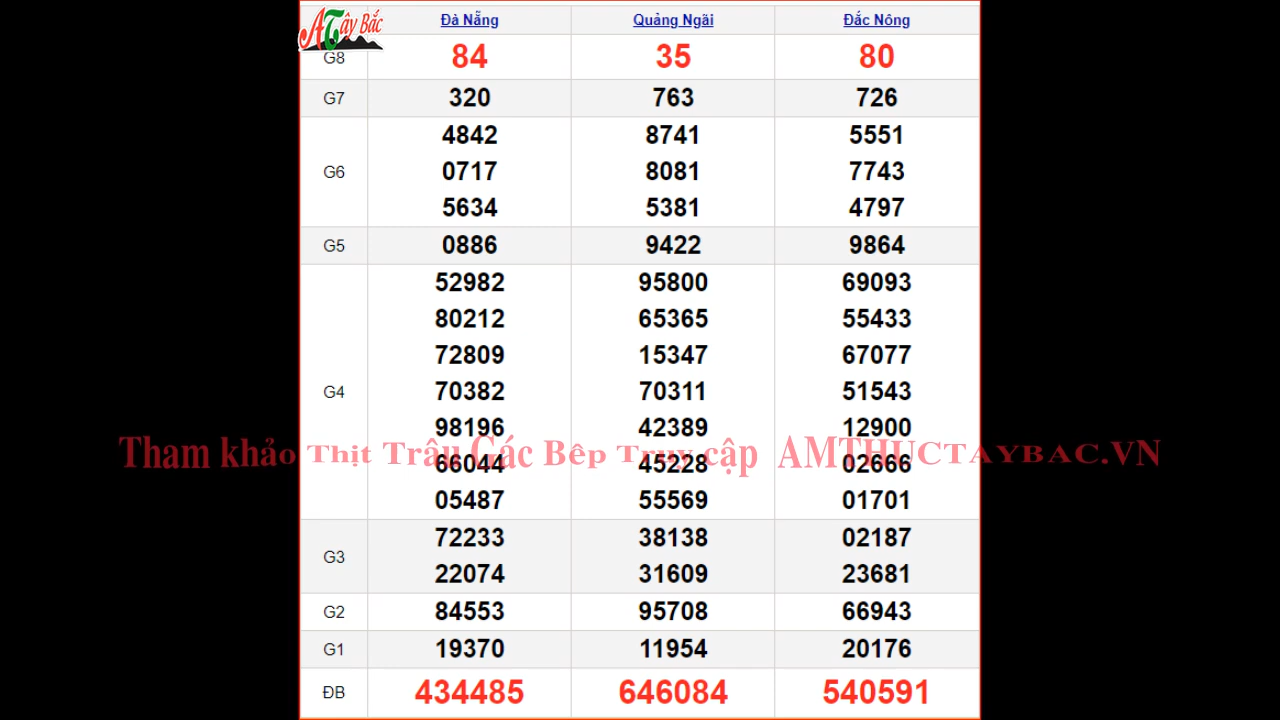 ATây Bắc
Đà Nẵng Quảng Ngãi Đắc Nông
G8 84 35 80
G7 320 763 726
4842 8741 5551
G6 0717 8081 7743
5634 5381 4797
G5 0886 9422 9864
52982 95800 69093
80212 65365 55433
72809 15347 67077
G4 70382 70311 51543
98196 42389 12900
Tham khảo Thịt Trâu Gác Bêp Truy cập AMTHUCTAYBAC.VN
66044 45228 02666
05487 55569 01701
72233 38138 02187
G3
22074 31609 23681
G2 84553 95708 66943
G1 19370 11954 20176
ĐB 434485 646084 540591